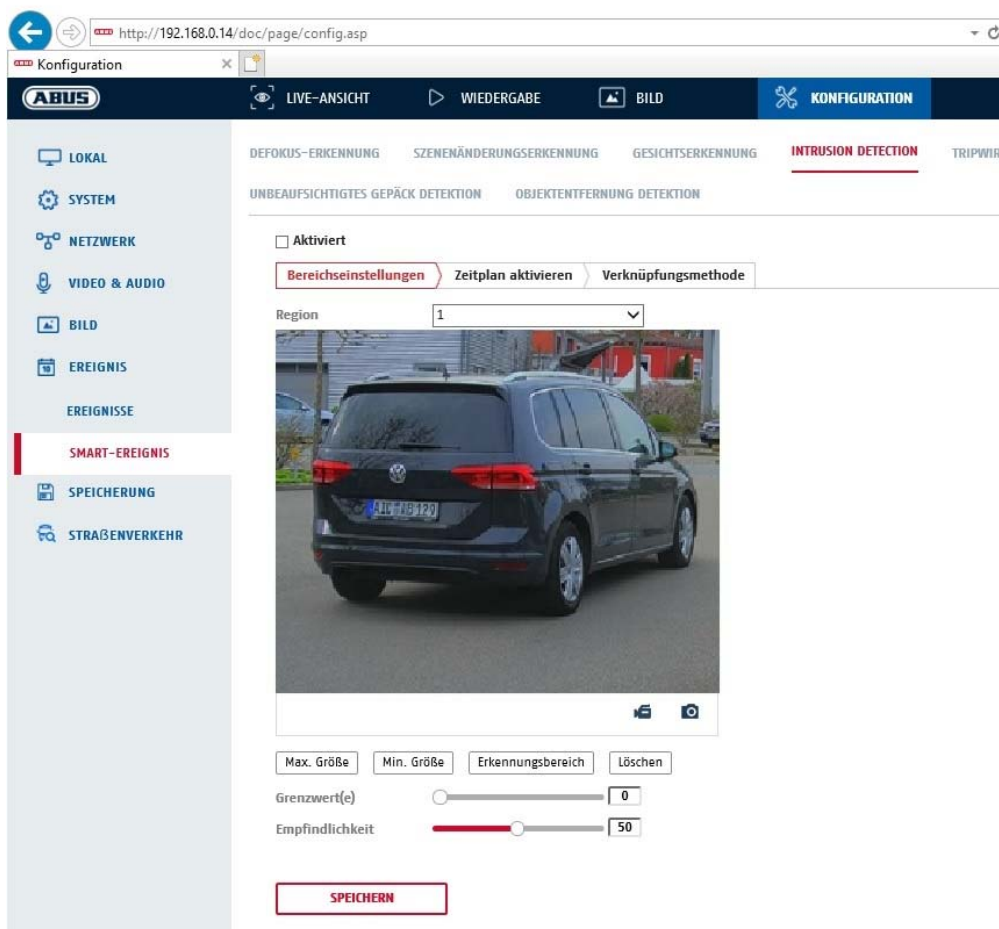 http://192.168.0.14/doc/page/config.asp
Konfiguration
ABUS
LIVE-ANSICHT WIEDERGABE BILD KONFIGURATION
LOKAL
SYSTEM
NETZWERK
VIDEO & AUDIO
BILD
EREIGNIS
EREIGNISSE
SMART-EREIGNIS
SPEICHERUNG
STRAßENVERKEHR
DEFOKUS-ERKENNUNG SZENENÄNDERUNGSERKENNUNG GESICHTSERKENNUNG INTRUSION DETECTION TRIPWIR
UNBEAUFSICHTIGTES GEPÄCK DETEKTION OBJEKTENTFERNUNG DETEKTION
Aktiviert
Bereichseinstellungen Zeitplan aktivieren Verknüpfungsmethode
Region 1
Max. Größe Min. Größe Erkennungsbereich Löschen
Grenzwert(e) 0
Empfindlichkeit 50
SPEICHERN